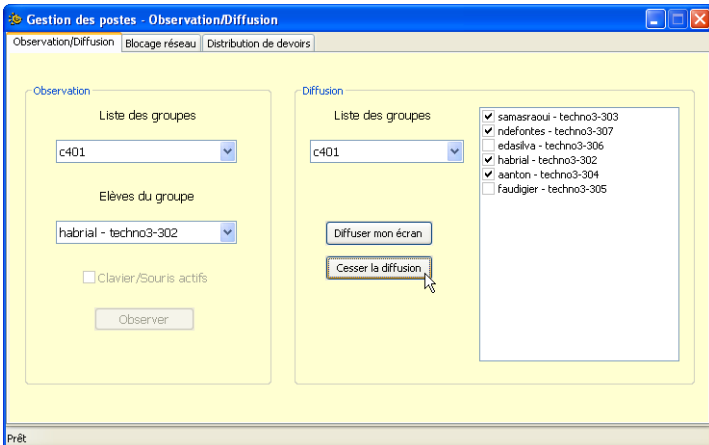 Gestion des postes - Observation/Diffusion
Observation/Diffusion Blocage réseau Distribution de devoirs
Observation
Liste des groupes
c401
Elèves du groupe
habrial - techno3-302
Clavier/Souris actifs
Observer
Diffusion
Liste des groupes
c401
Diffuser mon écran
Cesser la diffusion
samasraoui - techno3-303
ndefontes - techno3-307
edasilva - techno3-306
habrial - techno3-302
aanton - techno3-304
faudigier - techno3-305
Prêt